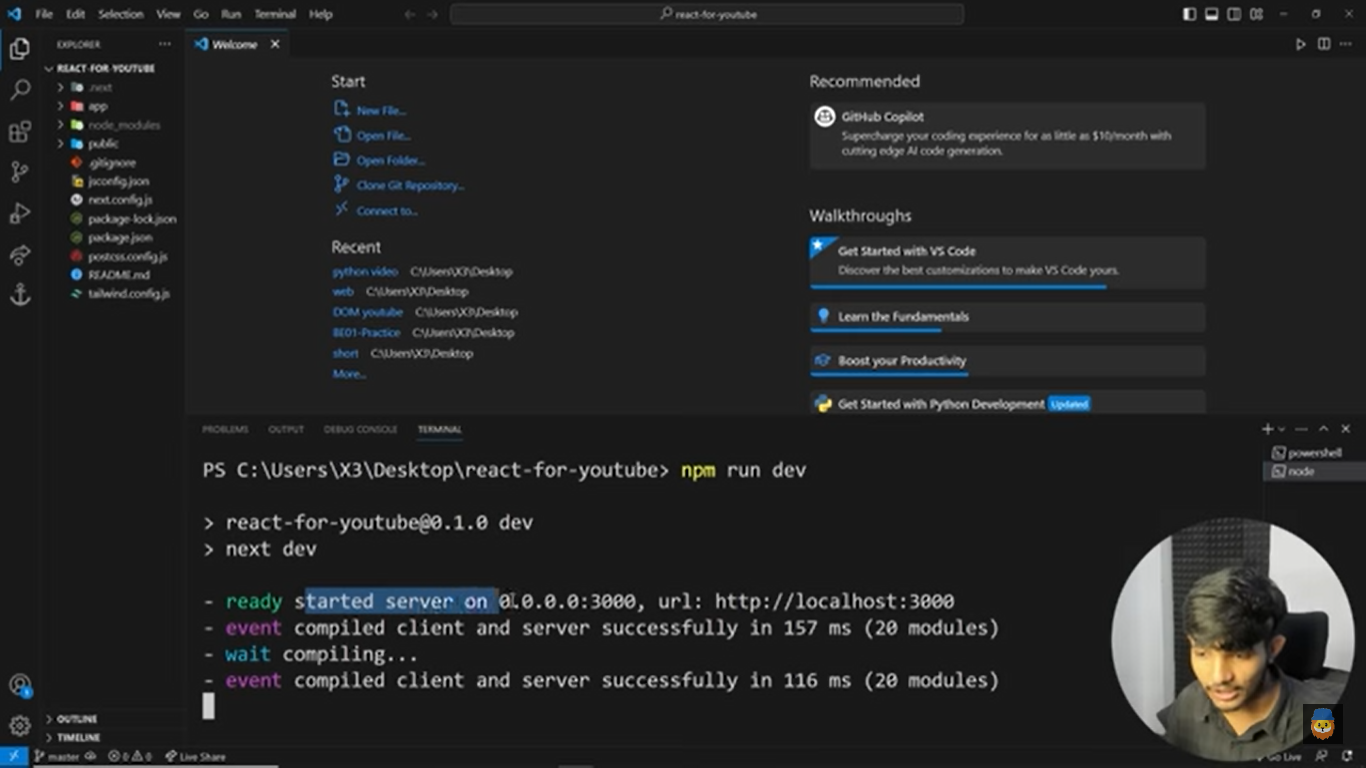 File Edit Selection View Go Run Terminal Help
react-for-youtube
EXPLORER
Welcome
REACT-FOR-YOUTUBE
.next
app
node_modules
public
.gitignore
jsconfig.json
next.config.js
package-lock.json
package.json
postcss.config.js
README.md
tailwind.config.js
OUTLINE
TIMELINE
Start
New File...
Open File...
Open Folder...
Clone Git Repository...
Connect to...
Recent
python video C:\Users\X3\Desktop
web C:\Users\X3\Desktop
DOM youtube C:\Users\X3\Desktop
BE01-Practice C:\Users\X3\Desktop
short C:\Users\X3\Desktop
More...
Recommended
GitHub Copilot
Supercharge your coding experience for as little as $10/month with
cutting edge AI code generation.
Walkthroughs
Get Started with VS Code
Discover the best customizations to make VS Code yours.
Learn the Fundamentals
Boost your Productivity
Get Started with Python Development Updated
PROBLEMS OUTPUT DEBUG CONSOLE TERMINAL
powershell
node
PS C:\Users\X3\Desktop\react-for-youtube> npm run dev
> react-for-youtube@0.1.0 dev
> next dev
- ready started server on 0.0.0.0:3000, url: http://localhost:3000
- event compiled client and server successfully in 157 ms (20 modules)
- wait compiling...
- event compiled client and server successfully in 116 ms (20 modules)
master 0 0 Live Share
Go Live